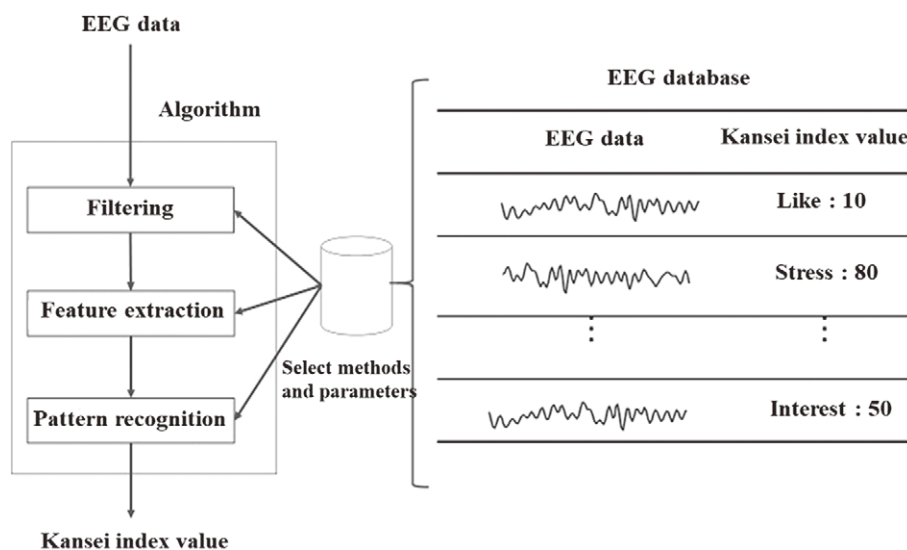 EEG data
Algorithm
Filtering
Feature extraction
Pattern recognition
Kansei index value
Select methods
and parameters
EEG database
EEG data Kansei index value
Like : 10
Stress : 80
Interest : 50